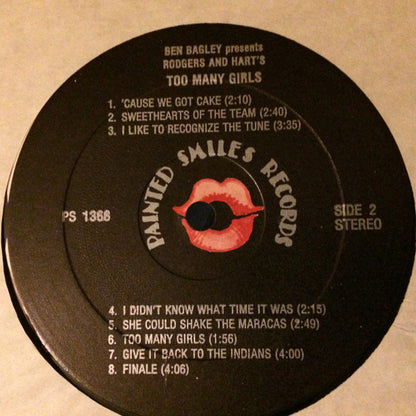 BEN BAGLEY presents
RODGERS AND HART'S
TOO MANY GIRLS
1. 'CAUSE WE GOT CAKE (2:10)
2. SWEETHEARTS OF THE TEAM (2:40)
3. I LIKE TO RECOGNIZE THE TUNE (3:35)
PAINTED SMILES RECORDS
PS 1368
SIDE 2
STEREO
4. I DIDN'T KNOW WHAT TIME IT WAS (2:15)
5. SHE COULD SHAKE THE MARACAS (2:49)
6. TOO MANY GIRLS (1:56)
7. GIVE IT BACK TO THE INDIANS (4:00)
8. FINALE (4:06)